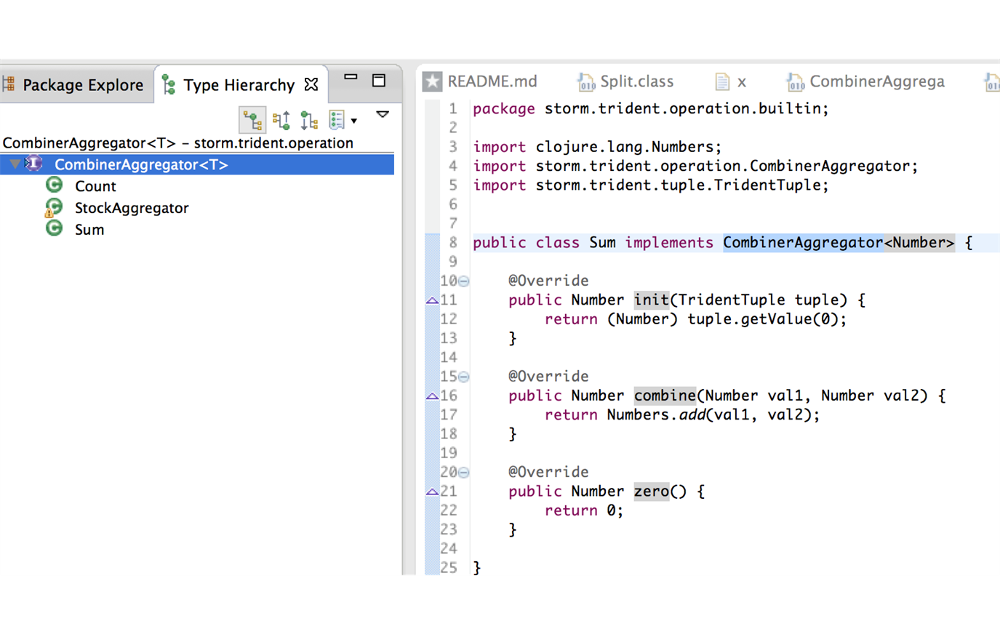 Package Explore
Type Hierarchy
README.md
Split.class
x
CombinerAggrega
CombinerAggregator<T> – storm.trident.operation
CombinerAggregator<T>
Count
StockAggregator
Sum
1 package storm.trident.operation.builtin;
2
3 import clojure.lang.Numbers;
4 import storm.trident.operation.CombinerAggregator;
5 import storm.trident.tuple.TridentTuple;
6
7
8 public class Sum implements CombinerAggregator<Number> {
9
10 @Override
11 public Number init(TridentTuple tuple) {
12 return (Number) tuple.getValue(0);
13 }
14
15 @Override
16 public Number combine(Number val1, Number val2) {
17 return Numbers.add(val1, val2);
18 }
19
20 @Override
21 public Number zero() {
22 return 0;
23 }
24
25 }